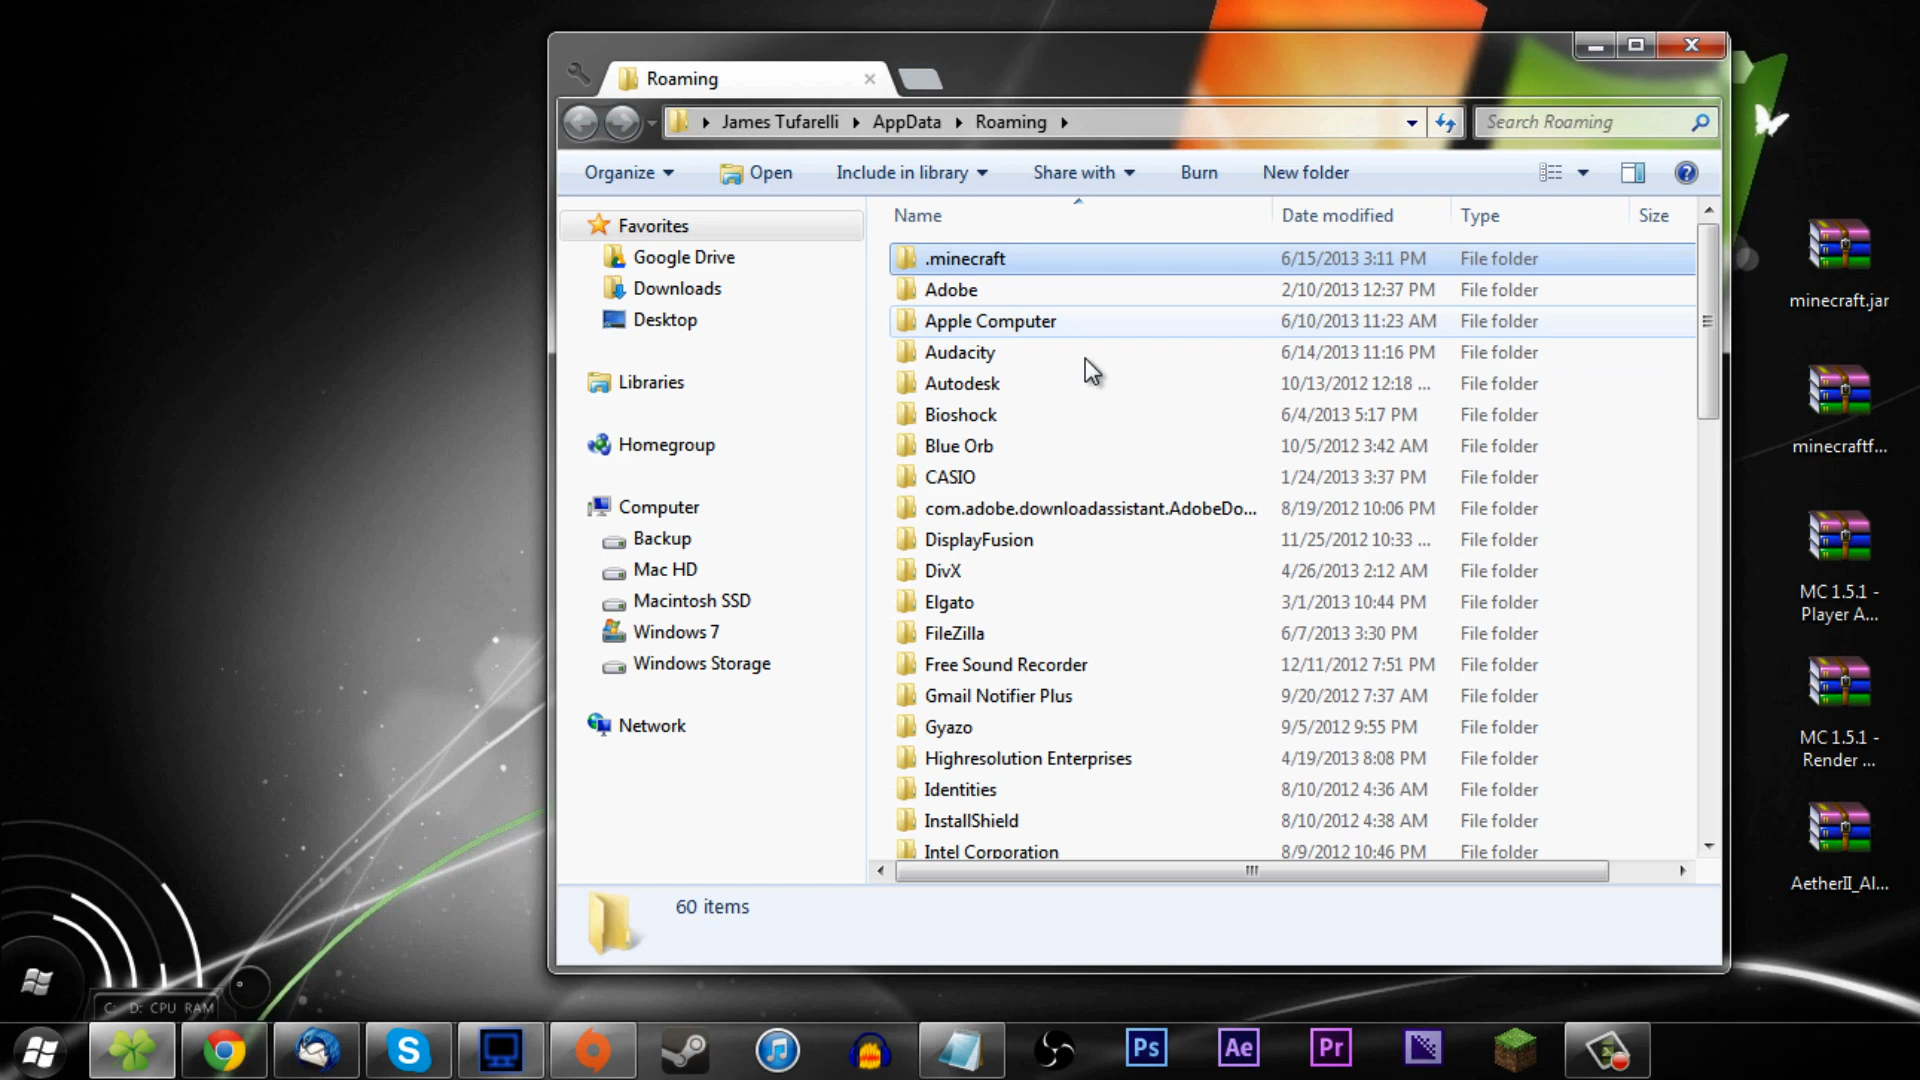 Roaming
James Tufarelli AppData Roaming
Search Roaming
Organize Open Include in library Share with Burn New folder
Name Date modified Type Size
Favorites
Google Drive
Downloads
Desktop
Libraries
Homegroup
Computer
Backup
Mac HD
Macintosh SSD
Windows 7
Windows Storage
Network
.minecraft 6/15/2013 3:11 PM File folder
Adobe 2/10/2013 12:37 PM File folder
Apple Computer 6/10/2013 11:23 AM File folder
Audacity 6/14/2013 11:16 PM File folder
Autodesk 10/13/2012 12:18 ... File folder
Bioshock 6/4/2013 5:17 PM File folder
Blue Orb 10/5/2012 3:42 AM File folder
CASIO 1/24/2013 3:37 PM File folder
com.adobe.downloadassistant.AdobeDo... 8/19/2012 10:06 PM File folder
DisplayFusion 11/25/2012 10:33 ... File folder
DivX 4/26/2013 2:12 AM File folder
Elgato 3/1/2013 10:44 PM File folder
FileZilla 6/7/2013 3:30 PM File folder
Free Sound Recorder 12/11/2012 7:51 PM File folder
Gmail Notifier Plus 9/20/2012 7:37 AM File folder
Gyazo 9/5/2012 9:55 PM File folder
Highresolution Enterprises 4/19/2013 8:08 PM File folder
Identities 8/10/2012 4:36 AM File folder
InstallShield 8/10/2012 4:38 AM File folder
Intel Corporation 8/9/2012 10:46 PM File folder
60 items
minecraft.jar
minecraftf...
MC 1.5.1 -
Player A...
MC 1.5.1 -
Render ...
AetherII_Al...
C: D: CPU RAM
S
Ps
Ae
Pr